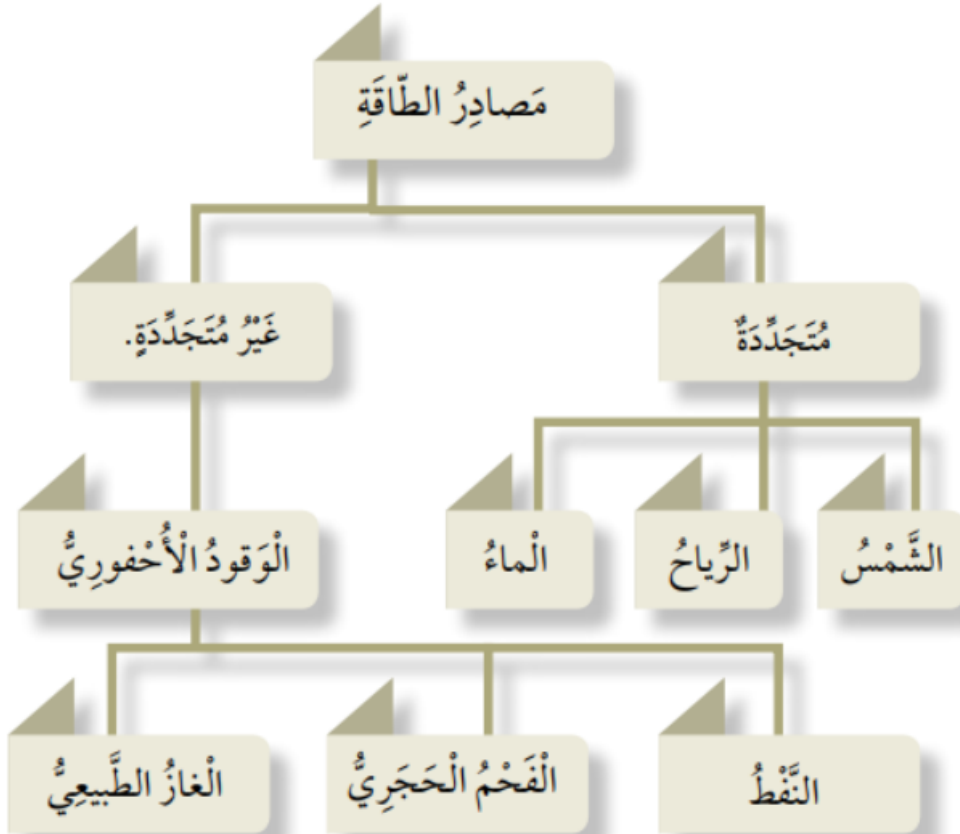 مَصادِرُ الطّاقَةِ
مُتَجَدِّدَةٌ
غَيْرُ مُتَجَدِّدَةٍ.
الشَّمْسُ
الرِّياحُ
الْماءُ
الْوَقودُ الْأُحْفورِيُّ
النَّفْطُ
الْفَحْمُ الْحَجَرِيُّ
الْغازُ الطَّبيعِيُّ